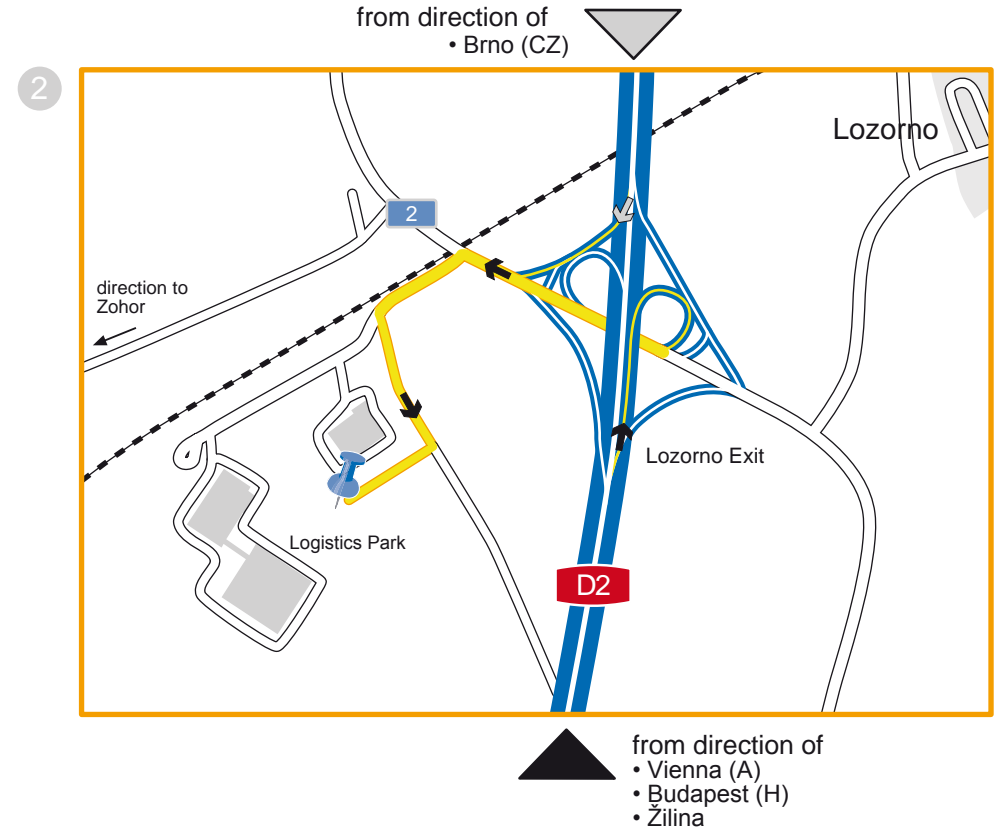 from direction of
• Brno (CZ)
2
Lozorno
2
direction to
Zohor
Lozorno Exit
Logistics Park
D2
from direction of
• Vienna (A)
• Budapest (H)
• Žilina